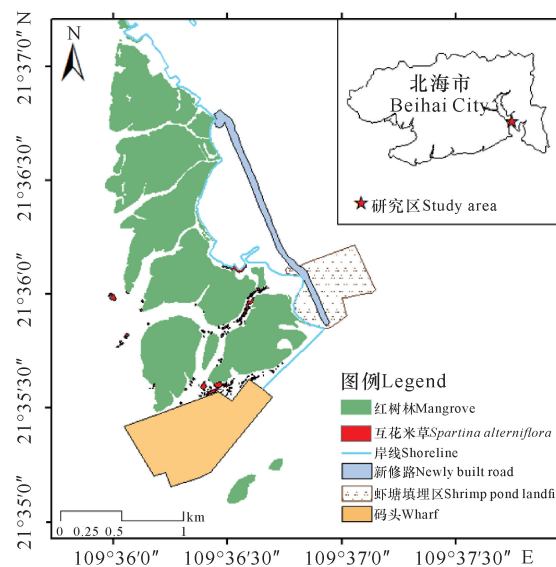 N
21°37′0″ N
21°36′30″
21°36′0″
21°35′30″
21°35′0″
北海市
Beihai City
研究区Study area
图例Legend
红树林Mangrove
互花米草Spartina alterniflora
岸线Shoreline
新修路Newly built road
虾塘填埋区Shrimp pond landfi
码头Wharf
km
0 0.25 0.5 1
109°36′0″ 109°36′30″ 109°37′0″ 109°37′30″ E